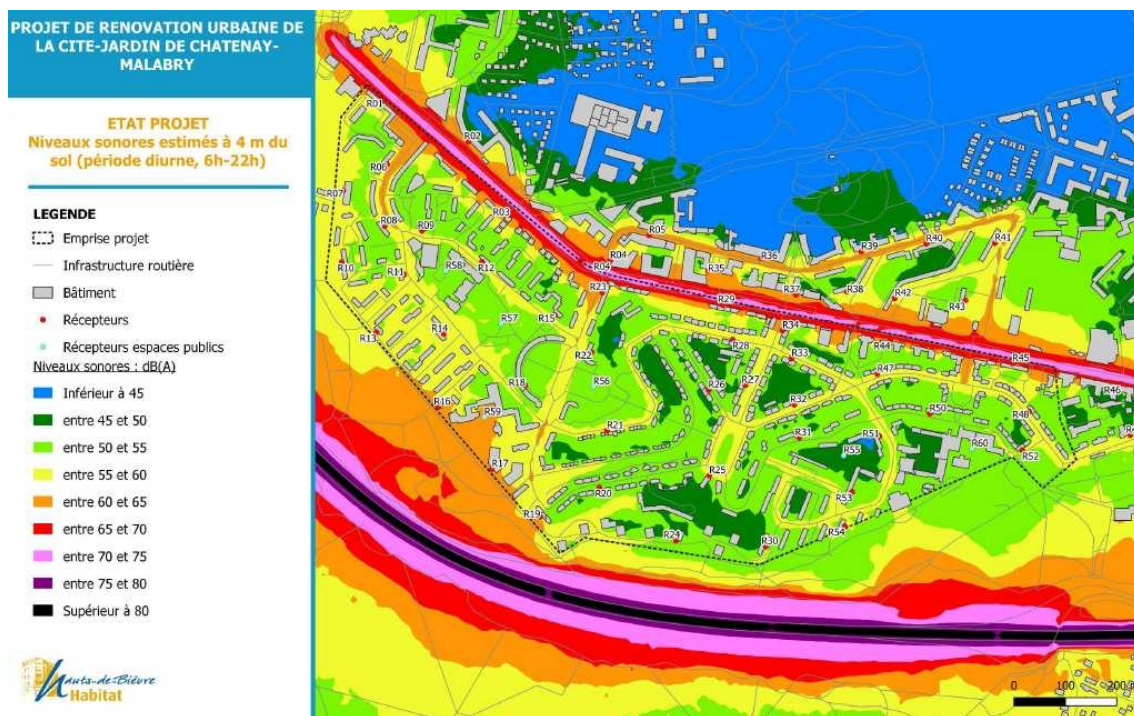 PROJET DE RENOVATION URBAINE DE
LA CITE-JARDIN DE CHATENAY-
MALABRY
ETAT PROJET
Niveaux sonores estimés à 4 m du
sol (période diurne, 6h-22h)
LEGENDE
Emprise projet
Infrastructure routière
Bâtiment
Récepteurs
Récepteurs espaces publics
Niveaux sonores : dB(A)
Inférieur à 45
entre 45 et 50
entre 50 et 55
entre 55 et 60
entre 60 et 65
entre 65 et 70
entre 70 et 75
entre 75 et 80
Supérieur à 80
Hauts-de-Bièvre
Habitat
R01
R02
R06
R07
R03
R08
R09
R05
R39
R40
R41
R10
R11
R58
R12
R04
R04
R35
R36
R23
R29
R37
R38
R42
R43
R13
R14
R57
R15
R34
R28
R44
R45
R22
R33
R46
R18
R56
R26
R27
R47
R16
R59
R32
R50
R48
R21
R31
R51
R55
R60
R52
R17
R25
R20
R53
R19
R24
R30
R54
0 100 200